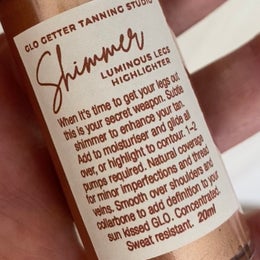 GLO GETTER TANNING STUDIO
Shimmer
LUMINOUS LEGS
HIGHLIGHTER
When it's time to get your legs out
this is your secret weapon. Subtle
shimmer to enhance your tan.
Add to moisturiser and glide all
over, or highlight to contour. 1-2
pumps required. Natural coverage
for minor imperfections and thread
veins. Smooth over shoulders and
collarbone to add definition to your
sun kissed GLO. Concentrated.
Sweat resistant. 20ml